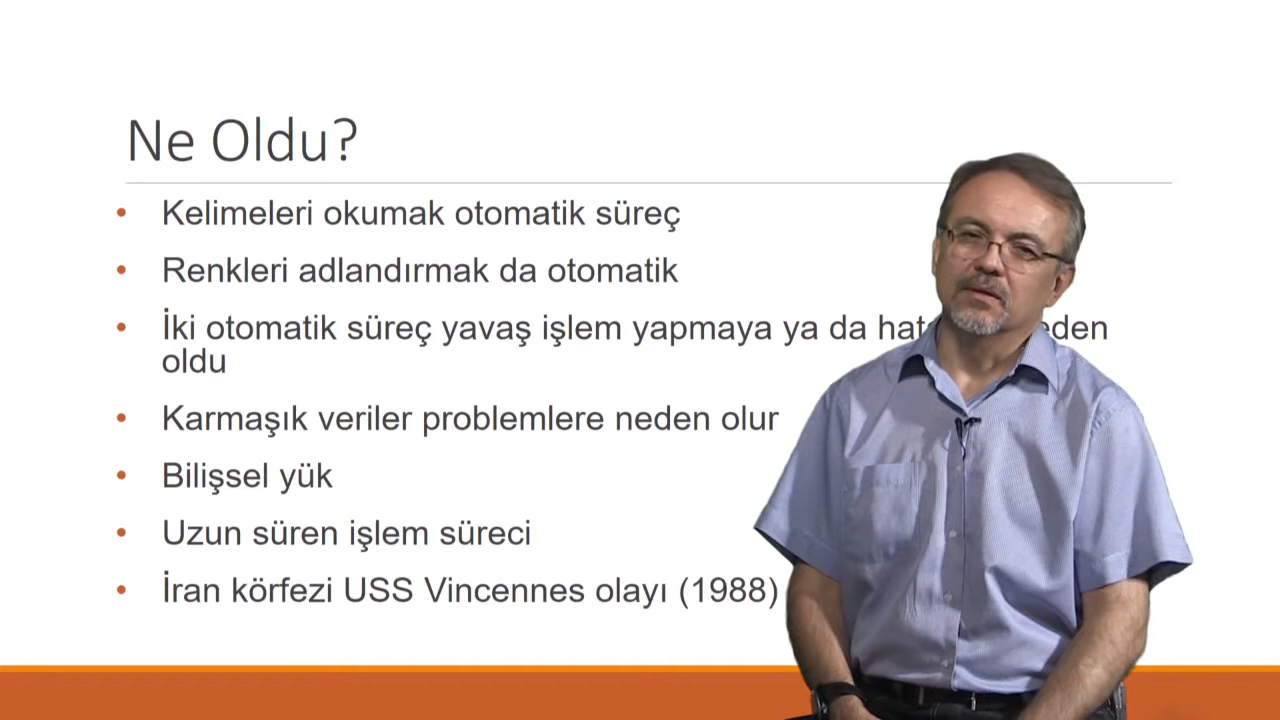 Ne Oldu?
• Kelimeleri okumak otomatik süreç
• Renkleri adlandırmak da otomatik
• İki otomatik süreç yavaş işlem yapmaya ya da
oldu
• Karmaşık veriler problemlere neden olur
• Bilişsel yük
• Uzun süren işlem süreci
• İran körfezi USS Vincennes olayı (1988)